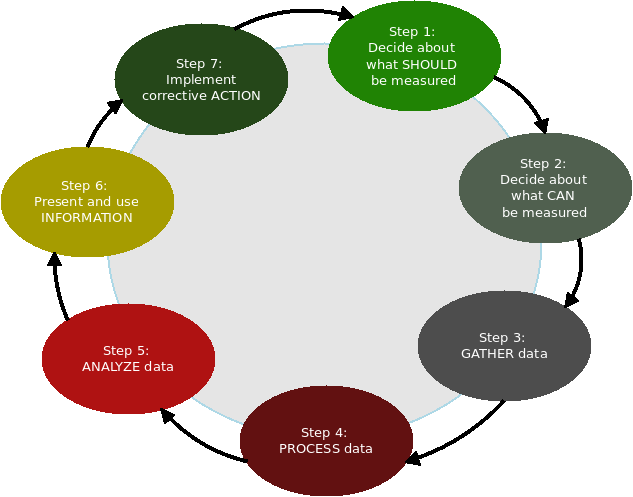 Step 1:
Decide about
what SHOULD
be measured
Step 2:
Decide about
what CAN
be measured
Step 3:
GATHER data
Step 4:
PROCESS data
Step 5:
ANALYZE data
Step 6:
Present and use
INFORMATION
Step 7:
Implement
corrective ACTION